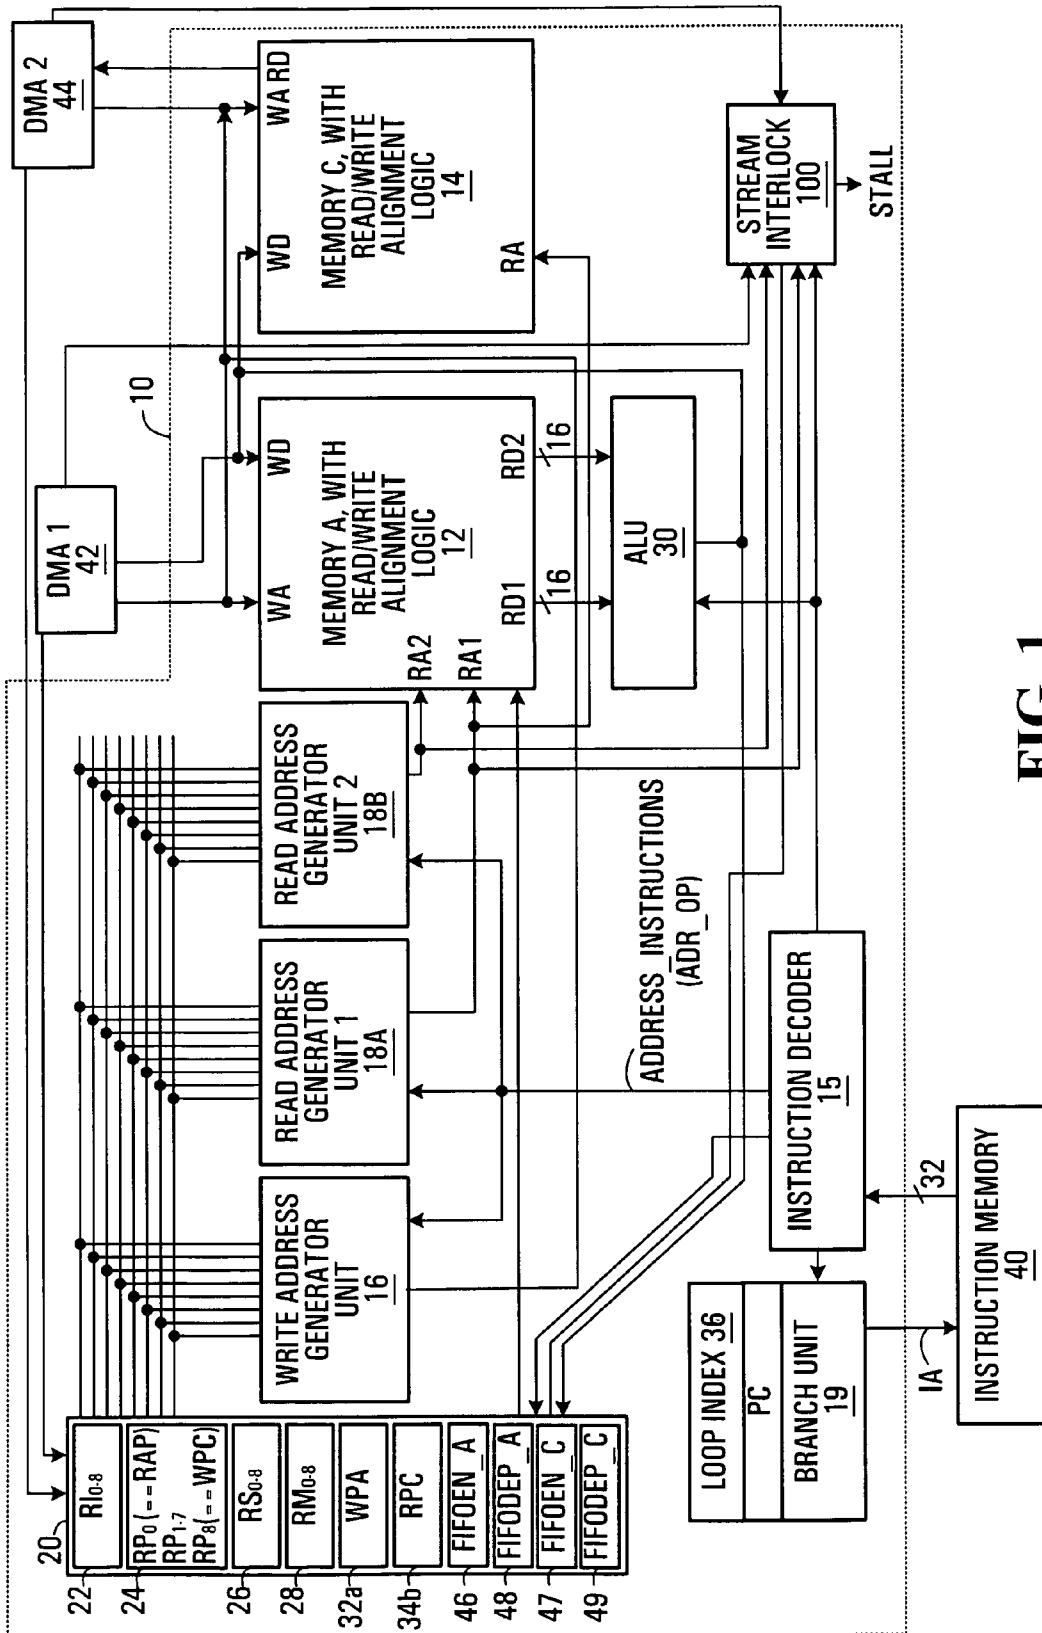 20
22
RI0-8
24
RP0(==RAP)
RP1-7
RP8(==WPC)
26
RS0-8
28
RM0-8
32a
WPA
34b
RPC
46
FIFOEN_A
48
FIFODEP_A
47
FIFOEN_C
49
FIFODEP_C
WRITE ADDRESS
GENERATOR
UNIT
16
READ ADDRESS
GENERATOR
UNIT 1
18A
READ ADDRESS
GENERATOR
UNIT 2
18B
DMA 1
42
10
DMA 2
44
WA
WD
MEMORY A, WITH
READ/WRITE
ALIGNMENT
LOGIC
12
RA2
RA1
RD1
RD2
16
16
WD
WA
RD
MEMORY C, WITH
READ/WRITE
ALIGNMENT
LOGIC
14
RA
ALU
30
STREAM
INTERLOCK
100
STALL
ADDRESS_INSTRUCTIONS
(ADR_OP)
LOOP INDEX 36
PC
BRANCH UNIT
19
INSTRUCTION DECODER
15
IA
32
INSTRUCTION MEMORY
40
FIG. 1